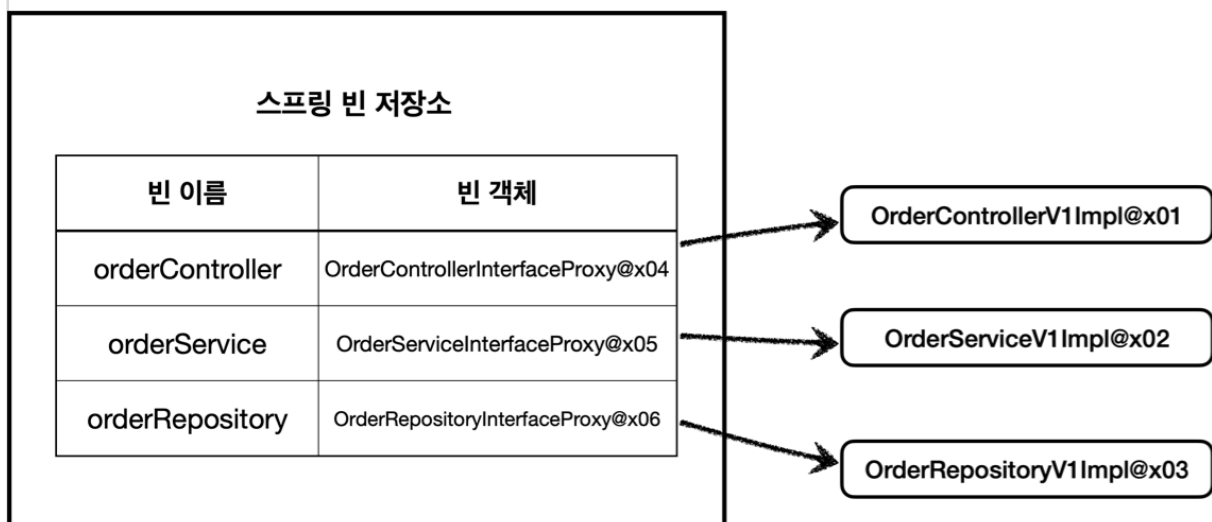 스프링 빈 저장소
빈 이름 빈 객체
orderController OrderControllerInterfaceProxy@x04
orderService OrderServiceInterfaceProxy@x05
orderRepository OrderRepositoryInterfaceProxy@x06
OrderControllerV1Impl@x01
OrderServiceV1Impl@x02
OrderRepositoryV1Impl@x03